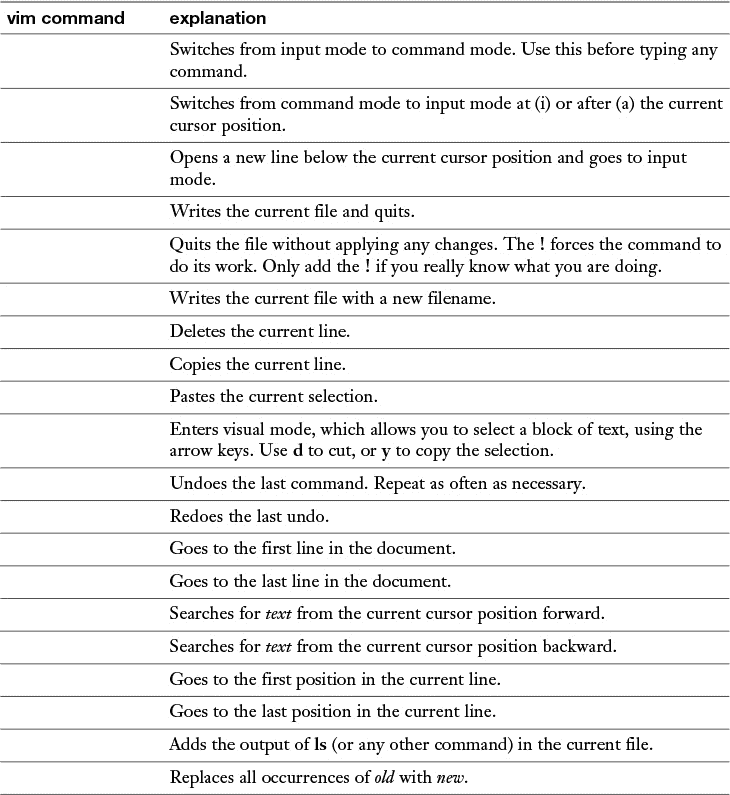 vim command explanation
Switches from input mode to command mode. Use this before typing any
command.
Switches from command mode to input mode at (i) or after (a) the current
cursor position.
Opens a new line below the current cursor position and goes to input
mode.
Writes the current file and quits.
Quits the file without applying any changes. The ! forces the command to
do its work. Only add the ! if you really know what you are doing.
Writes the current file with a new filename.
Deletes the current line.
Copies the current line.
Pastes the current selection.
Enters visual mode, which allows you to select a block of text, using the
arrow keys. Use d to cut, or y to copy the selection.
Undoes the last command. Repeat as often as necessary.
Redoes the last undo.
Goes to the first line in the document.
Goes to the last line in the document.
Searches for text from the current cursor position forward.
Searches for text from the current cursor position backward.
Goes to the first position in the current line.
Goes to the last position in the current line.
Adds the output of ls (or any other command) in the current file.
Replaces all occurrences of old with new.